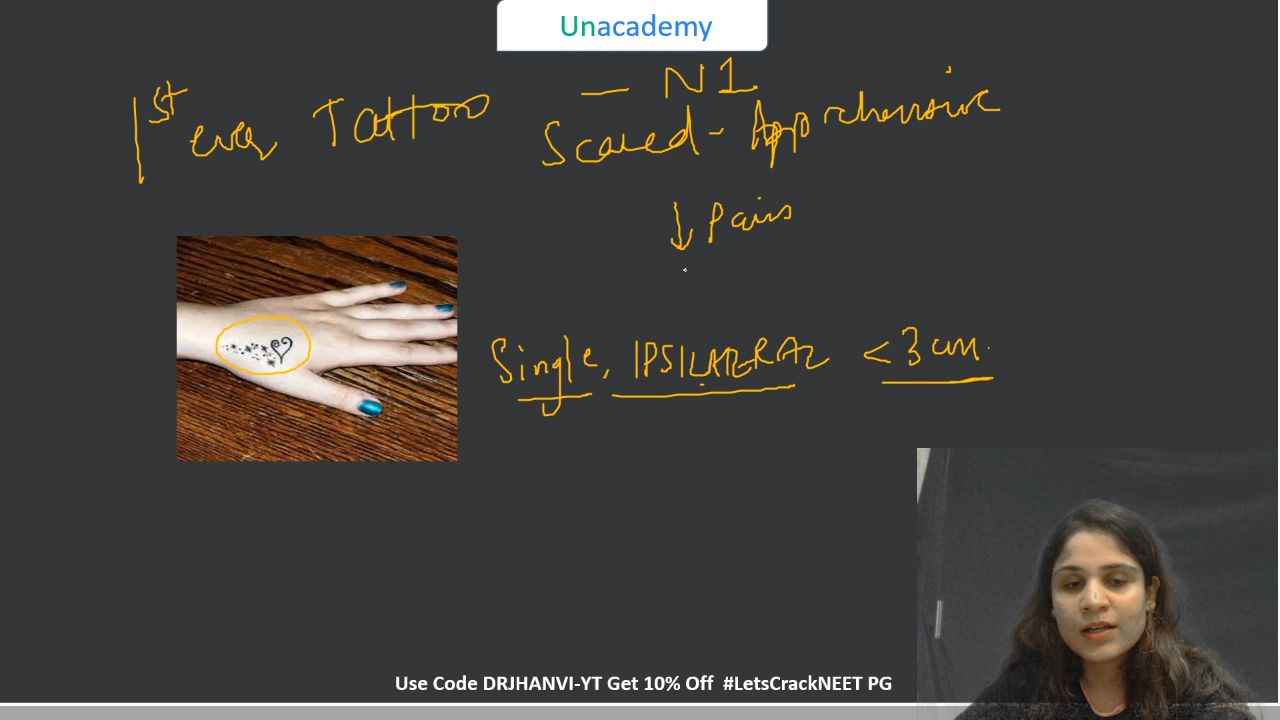 Unacademy
1st ever Tattoo — N1
Scared - Apprehensive
↓ Pain
Single, IPSILATERAL < 3 cm.
Use Code DRJHANVI-YT Get 10% Off #LetsCrackNEET PG